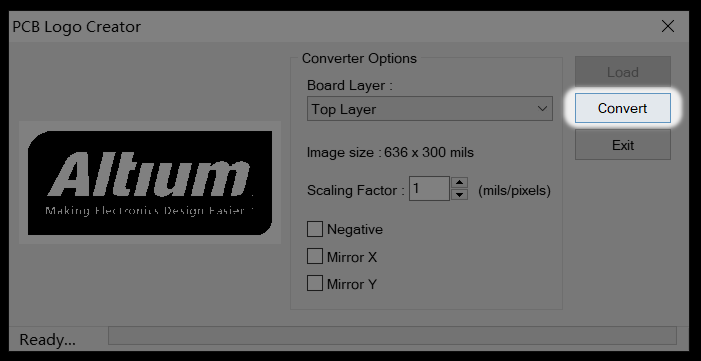 PCB Logo Creator
Converter Options
Board Layer :
Top Layer
Image size : 636 x 300 mils
Scaling Factor : 1 (mils/pixels)
Negative
Mirror X
Mirror Y
Load
Convert
Exit
Altium
Making Electronics Design Easier
Ready...